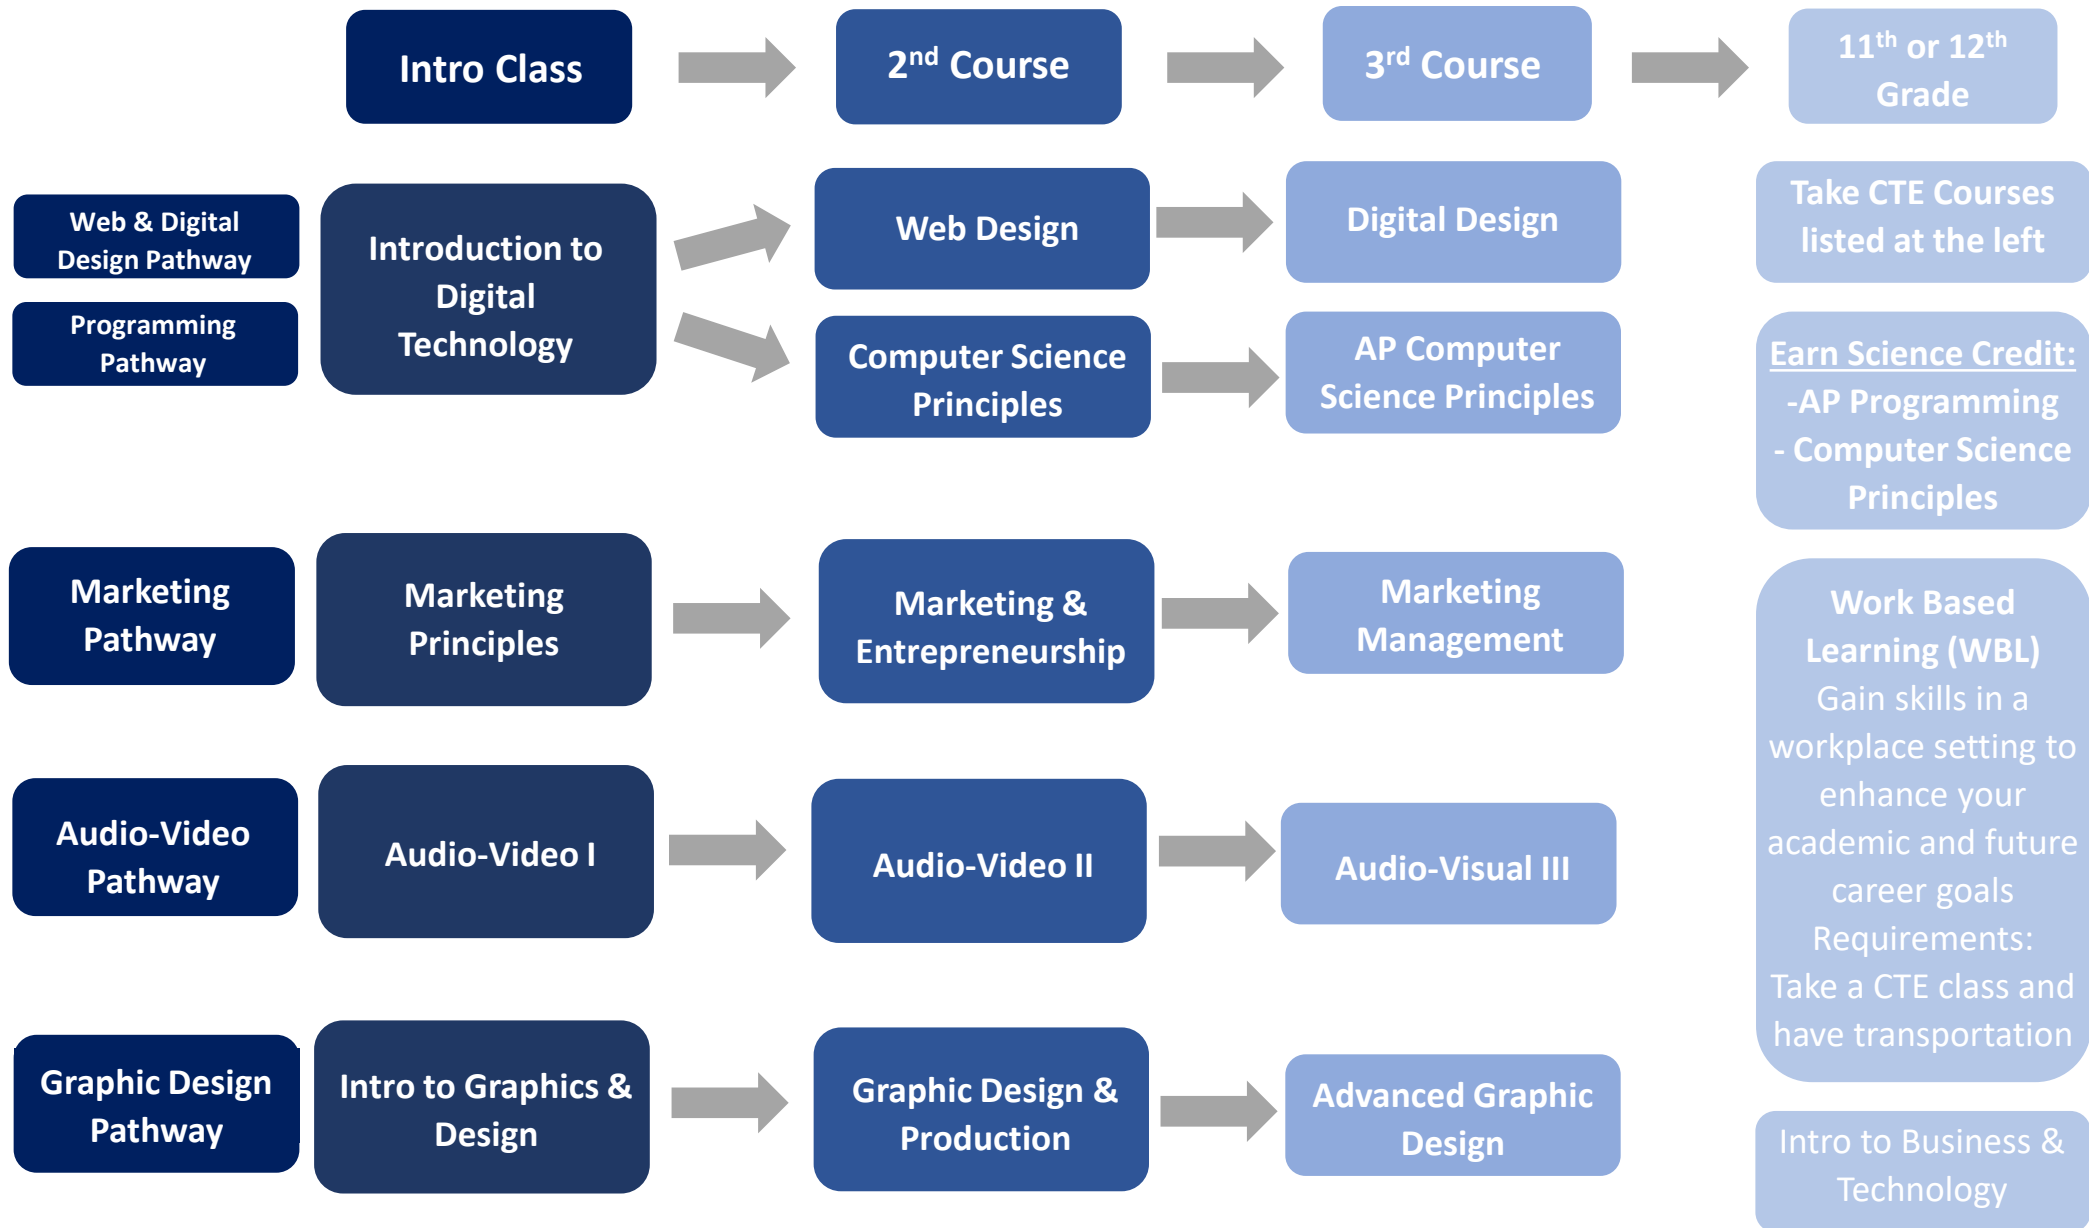 Intro Class
2nd Course
3rd Course
11th or 12th
Grade
Web & Digital
Design Pathway
Programming
Pathway
Introduction to
Digital
Technology
Web Design
Digital Design
Computer Science
Principles
AP Computer
Science Principles
Take CTE Courses
listed at the left
Earn Science Credit:
-AP Programming
- Computer Science
Principles
Marketing
Pathway
Marketing
Principles
Marketing &
Entrepreneurship
Marketing
Management
Work Based
Learning (WBL)
Gain skills in a
workplace setting to
enhance your
academic and future
career goals
Requirements:
Take a CTE class and
have transportation
Audio-Video
Pathway
Audio-Video I
Audio-Video II
Audio-Visual III
Graphic Design
Pathway
Intro to Graphics &
Design
Graphic Design &
Production
Advanced Graphic
Design
Intro to Business &
Technology